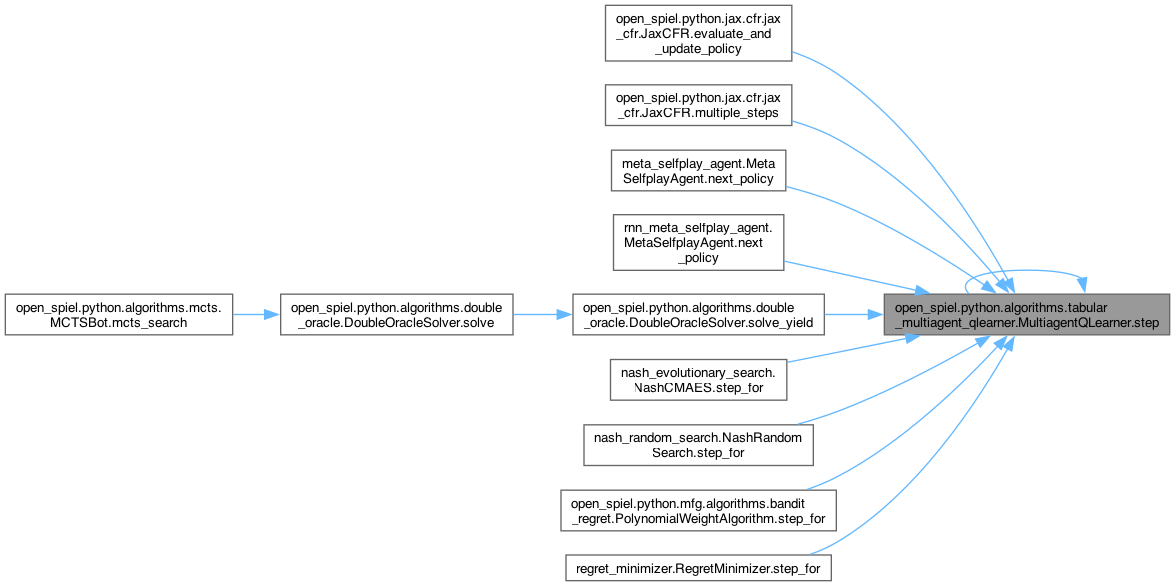 open_spiel.python.jax.cfr.jax
_cfr.JaxCFR.evaluate_and
_update_policy
open_spiel.python.jax.cfr.jax
_cfr.JaxCFR.multiple_steps
meta_selfplay_agent.Meta
SelfplayAgent.next_policy
rnn_meta_selfplay_agent.
MetaSelfplayAgent.next
_policy
open_spiel.python.algorithms.mcts.
MCTSBot.mcts_search
open_spiel.python.algorithms.double
_oracle.DoubleOracleSolver.solve
open_spiel.python.algorithms.double
_oracle.DoubleOracleSolver.solve_yield
open_spiel.python.algorithms.tabular
_multiagent_qlearner.MultiagentQLearner.step
nash_evolutionary_search.
NashCMAES.step_for
nash_random_search.NashRandom
Search.step_for
open_spiel.python.mfg.algorithms.bandit
_regret.PolynomialWeightAlgorithm.step_for
regret_minimizer.RegretMinimizer.step_for